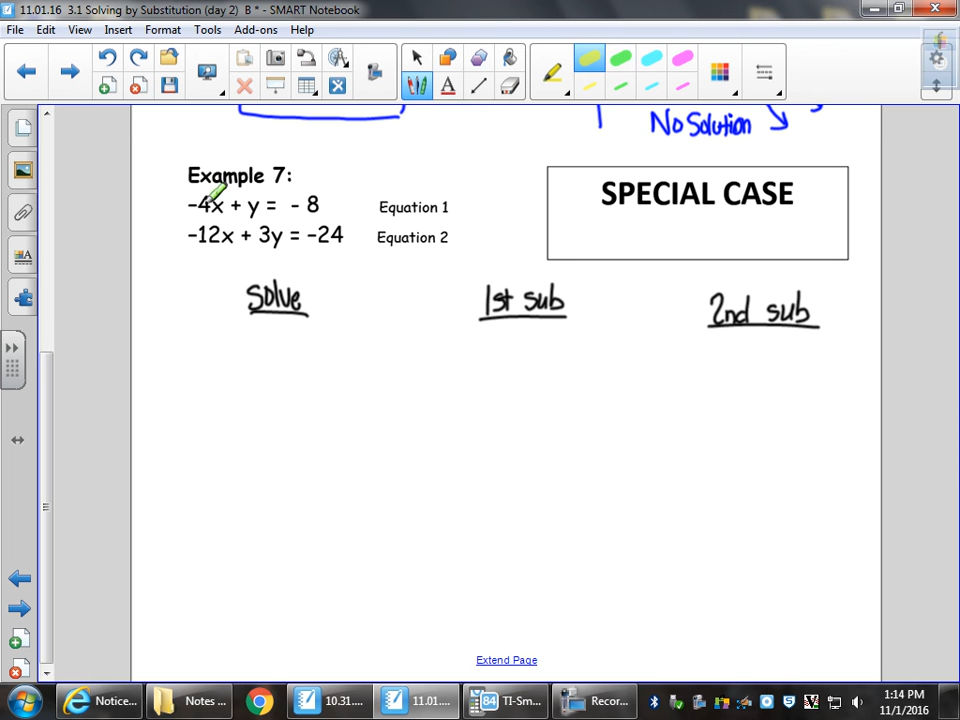 11.01.16 3.1 Solving by Substitution (day 2) B * - SMART Notebook
File Edit View Insert Format Tools Add-ons Help
No Solution
Example 7:
-4x + y = - 8 Equation 1
-12x + 3y = -24 Equation 2
SPECIAL CASE
Solve 1st sub 2nd sub
Extend Page
Notice... Notes ... 10.31.... 11.01.... TI-Sm... Recor...
1:14 PM
11/1/2016